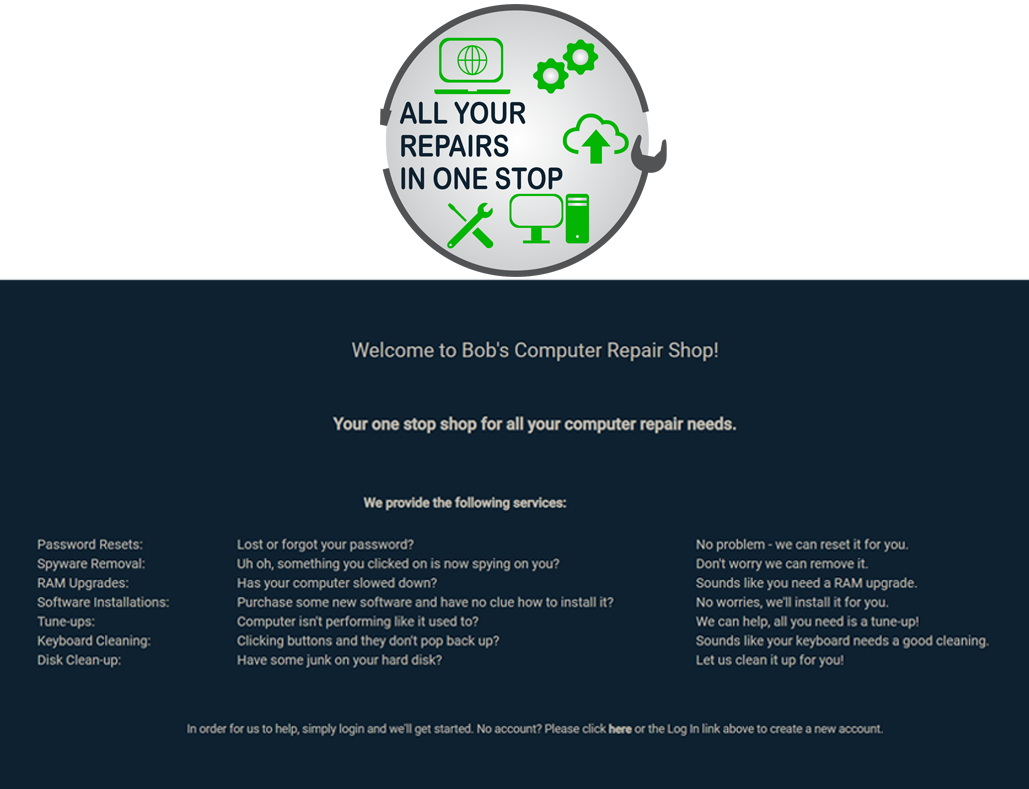 ALL YOUR
REPAIRS
IN ONE STOP
Welcome to Bob's Computer Repair Shop!
Your one stop shop for all your computer repair needs.
We provide the following services:
Password Resets: Lost or forgot your password? No problem - we can reset it for you.
Spyware Removal: Uh oh, something you clicked on is now spying on you? Don't worry we can remove it.
RAM Upgrades: Has your computer slowed down? Sounds like you need a RAM upgrade.
Software Installations: Purchase some new software and have no clue how to install it? No worries, we'll install it for you.
Tune-ups: Computer isn't performing like it used to? We can help, all you need is a tune-up!
Keyboard Cleaning: Clicking buttons and they don't pop back up? Sounds like your keyboard needs a good cleaning.
Disk Clean-up: Have some junk on your hard disk? Let us clean it up for you!
In order for us to help, simply login and we'll get started. No account? Please click here or the Log In link above to create a new account.